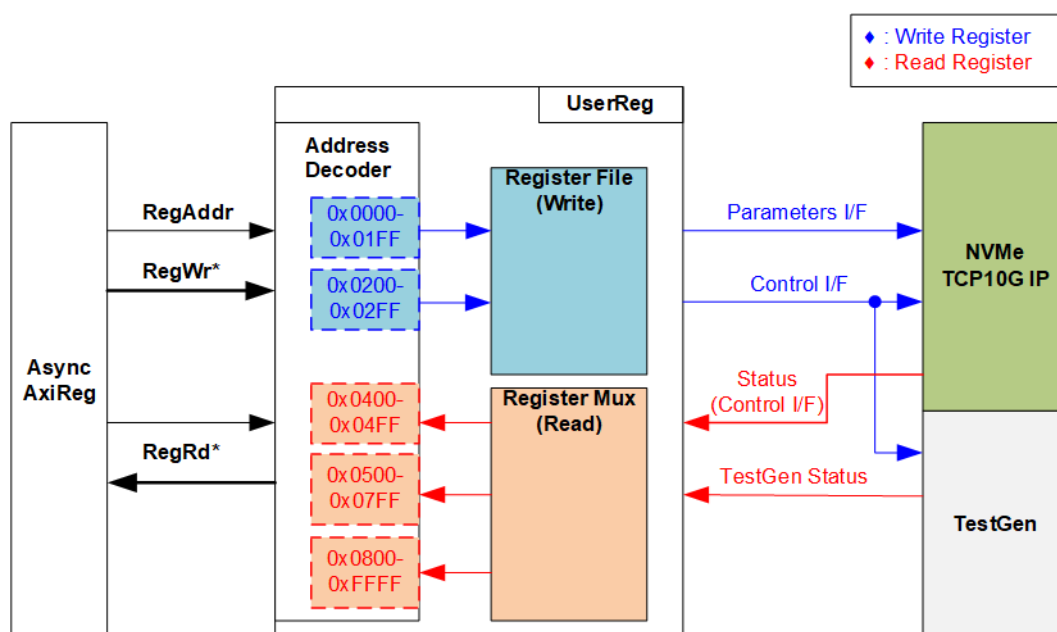 ♦ : Write Register
♦ : Read Register
UserReg
Address
Decoder
Register File
(Write)
0x0000-
0x01FF
0x0200-
0x02FF
RegAddr
RegWr*
Async
AxiReg
RegRd*
0x0400-
0x04FF
0x0500-
0x07FF
0x0800-
0xFFFF
Register Mux
(Read)
Parameters I/F
Control I/F
Status
(Control I/F)
TestGen Status
NVMe
TCP10G IP
TestGen